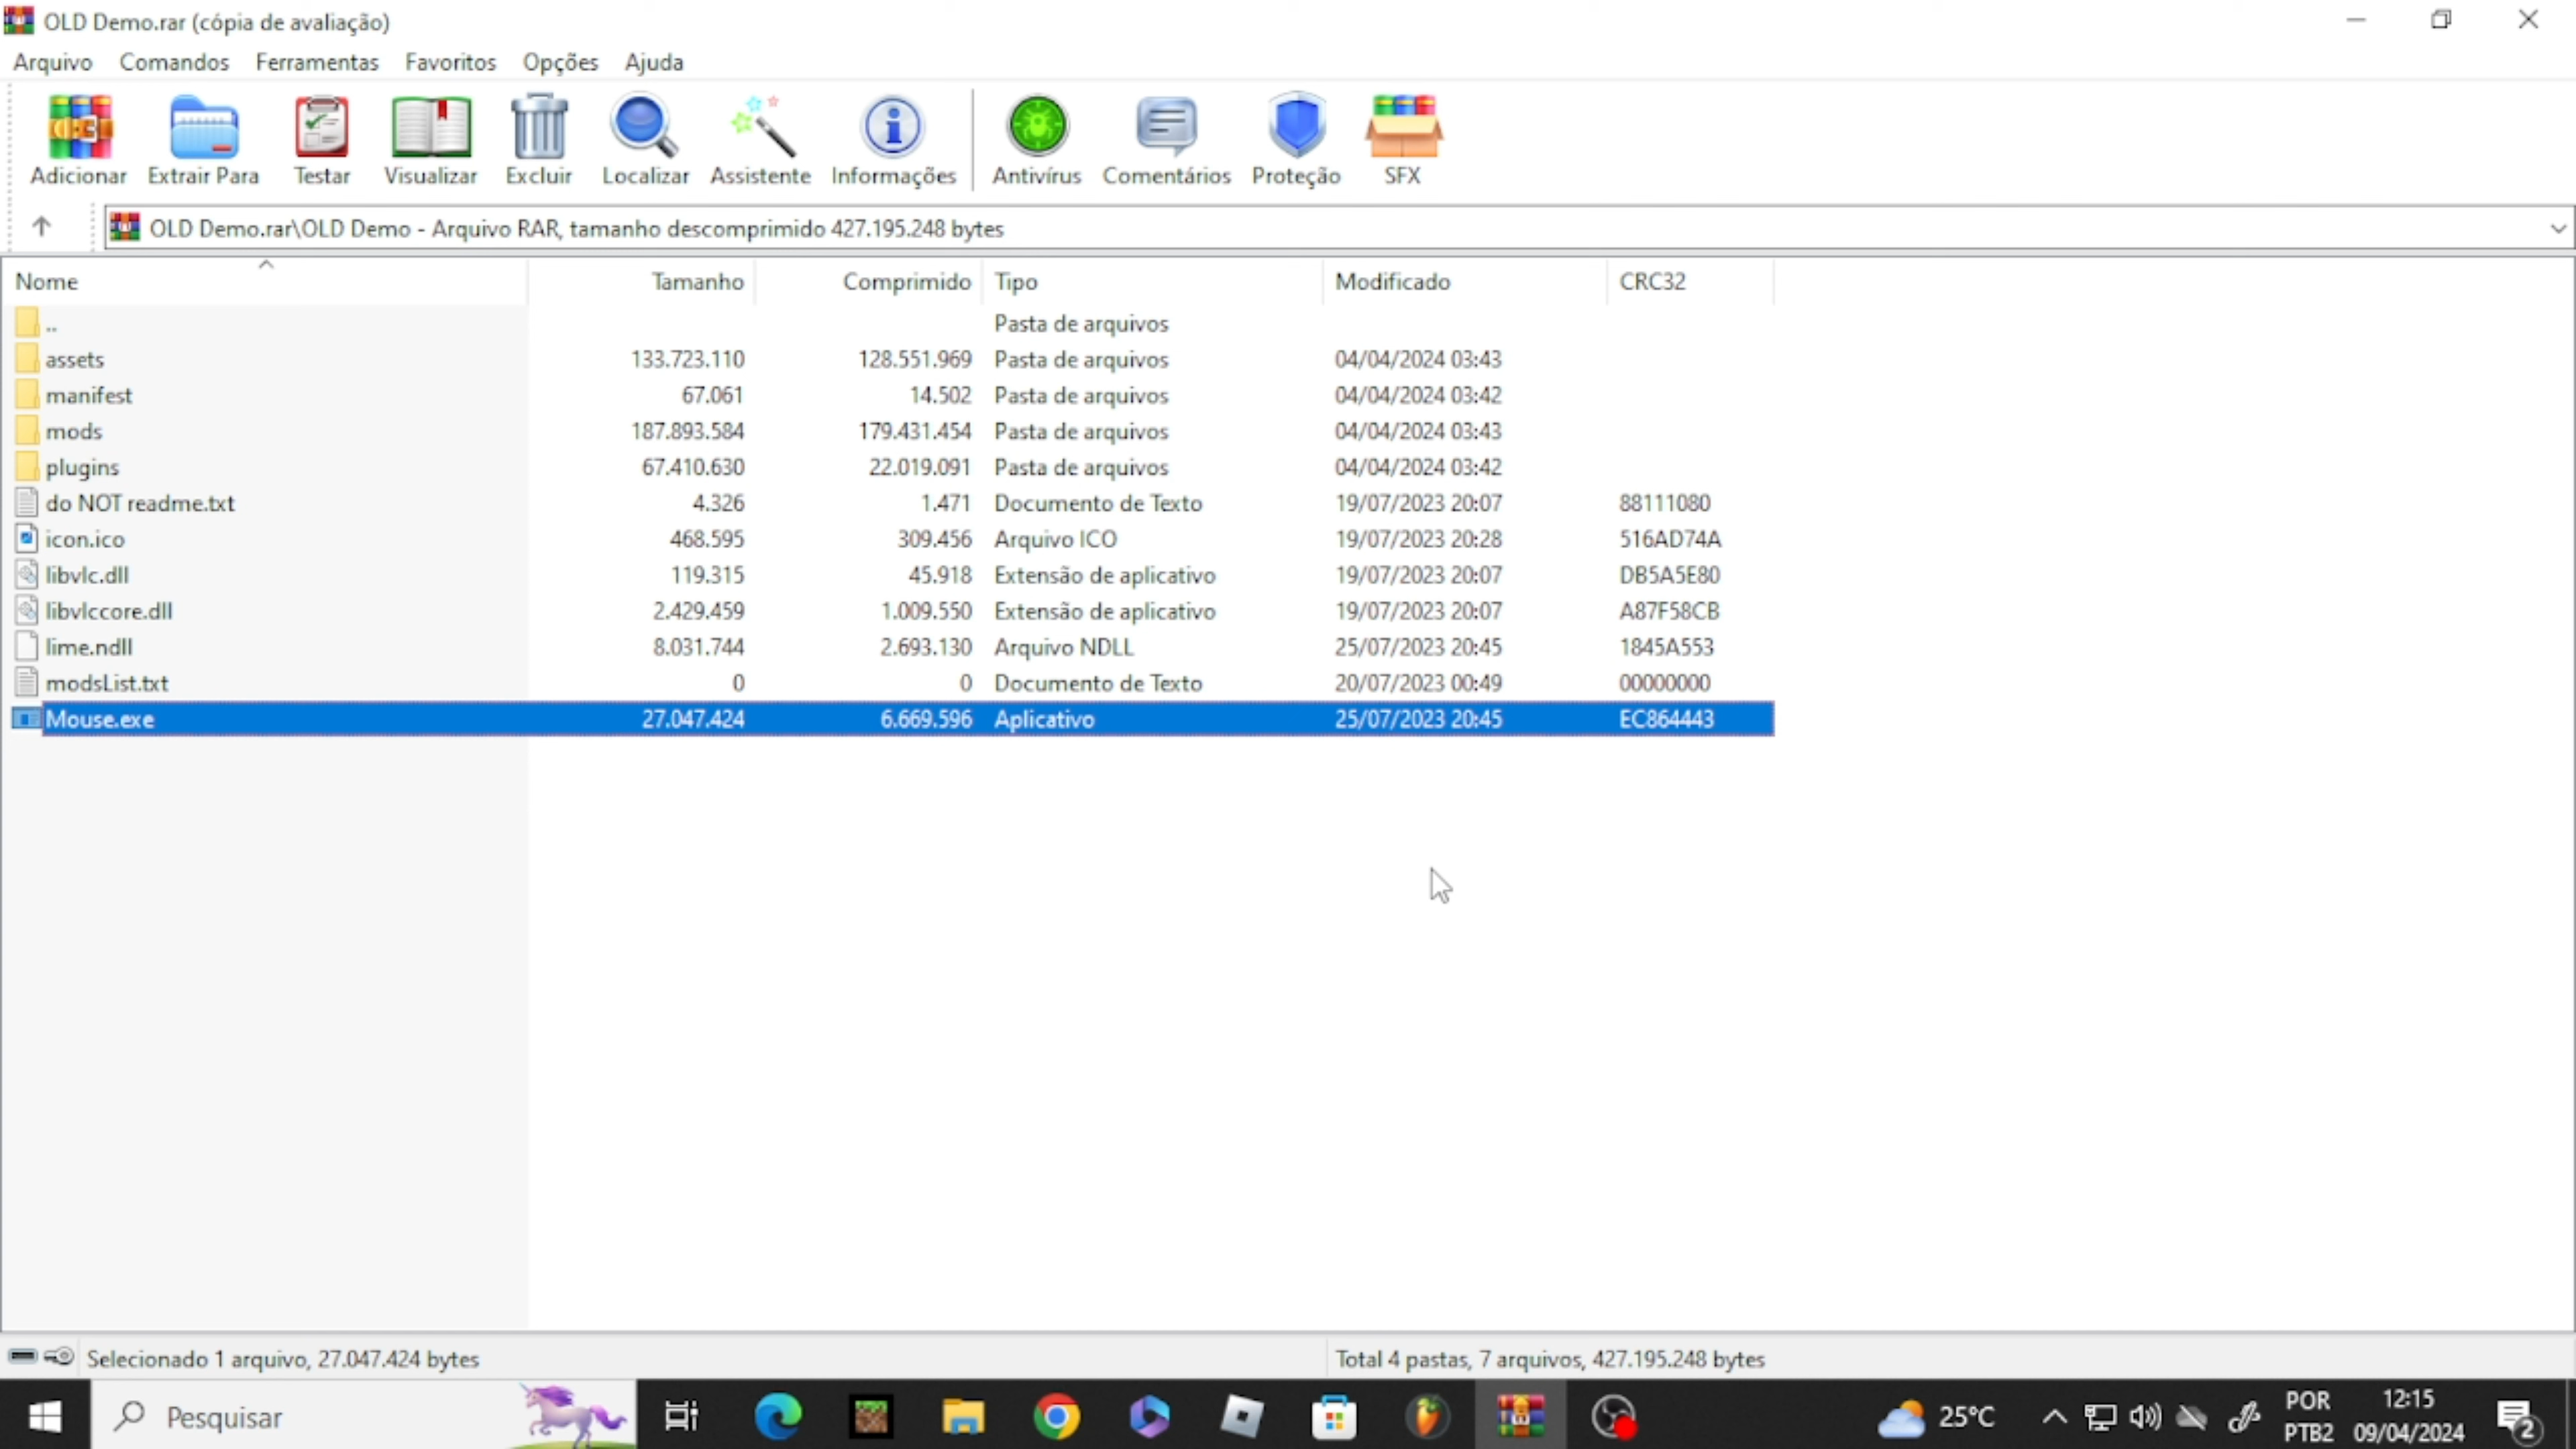 OLD Demo.rar (cópia de avaliação)
Arquivo Comandos Ferramentas Favoritos Opções Ajuda
Adicionar Extrair Para Testar Visualizar Excluir Localizar Assistente Informações Antivírus Comentários Proteção SFX
OLD Demo.rar\OLD Demo - Arquivo RAR, tamanho descomprimido 427.195.248 bytes
Nome Tamanho Comprimido Tipo Modificado CRC32
.. Pasta de arquivos
assets 133.723.110 128.551.969 Pasta de arquivos 04/04/2024 03:43
manifest 67.061 14.502 Pasta de arquivos 04/04/2024 03:42
mods 187.893.584 179.431.454 Pasta de arquivos 04/04/2024 03:43
plugins 67.410.630 22.019.091 Pasta de arquivos 04/04/2024 03:42
do NOT readme.txt 4.326 1.471 Documento de Texto 19/07/2023 20:07 88111080
icon.ico 468.595 309.456 Arquivo ICO 19/07/2023 20:28 516AD74A
libvlc.dll 119.315 45.918 Extensão de aplicativo 19/07/2023 20:07 DB5A5E80
libvlccore.dll 2.429.459 1.009.550 Extensão de aplicativo 19/07/2023 20:07 A87F58CB
lime.ndll 8.031.744 2.693.130 Arquivo NDLL 25/07/2023 20:45 1845A553
modsList.txt 0 0 Documento de Texto 20/07/2023 00:49 00000000
Mouse.exe 27.047.424 6.669.596 Aplicativo 25/07/2023 20:45 EC864443
Selecionado 1 arquivo, 27.047.424 bytes Total 4 pastas, 7 arquivos, 427.195.248 bytes
Pesquisar 25°C POR 12:15
PTB2 09/04/2024 2